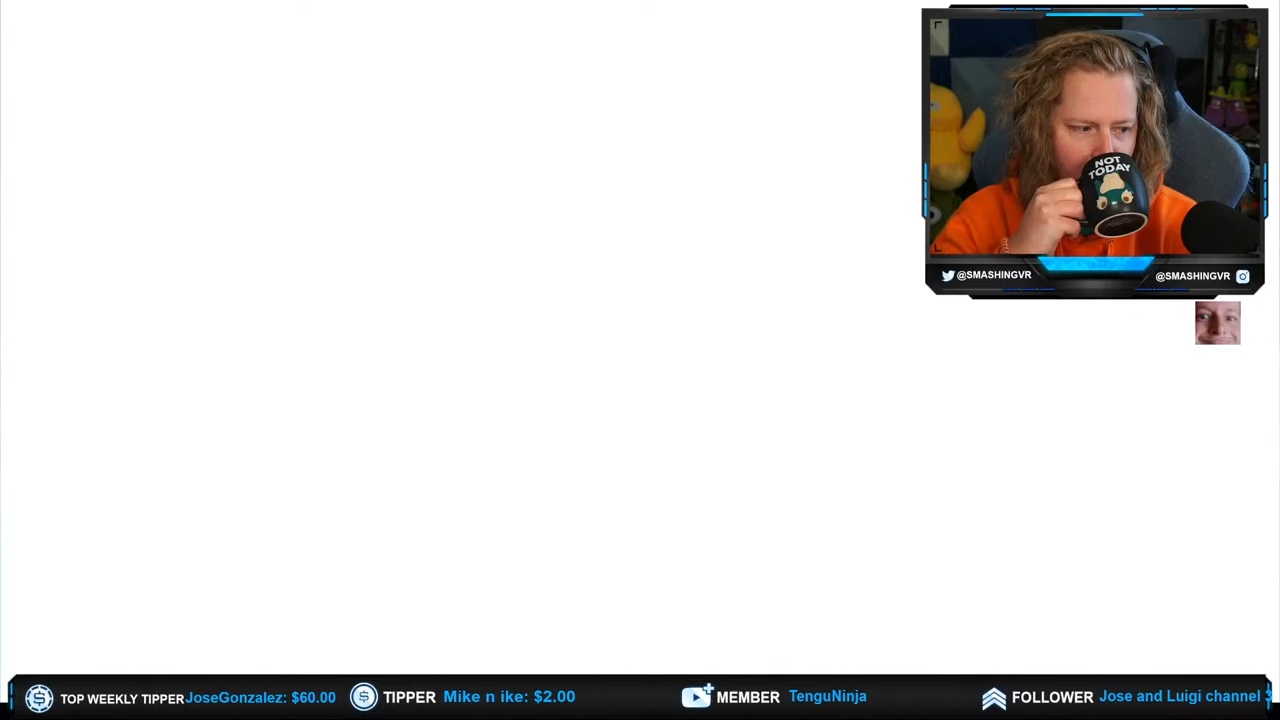 NOT
TODAY
@SMASHINGVR @SMASHINGVR
TOP WEEKLY TIPPER JoseGonzalez: $60.00 TIPPER Mike n ike: $2.00 MEMBER TenguNinja FOLLOWER Jose and Luigi channel 3